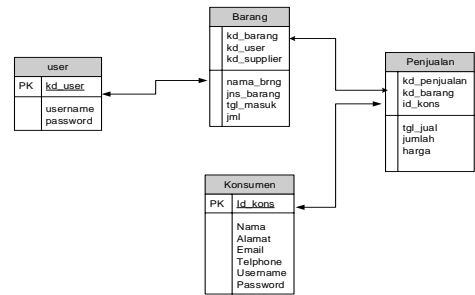 user
PK kd_user
username
password
Barang
kd_barang
kd_user
kd_supplier
nama_brng
jns_barang
tgl_masuk
jml
Penjualan
kd_penjualan
kd_barang
id_kons
tgl_jual
jumlah
harga
Konsumen
PK Id_kons
Nama
Alamat
Email
Telphone
Username
Password